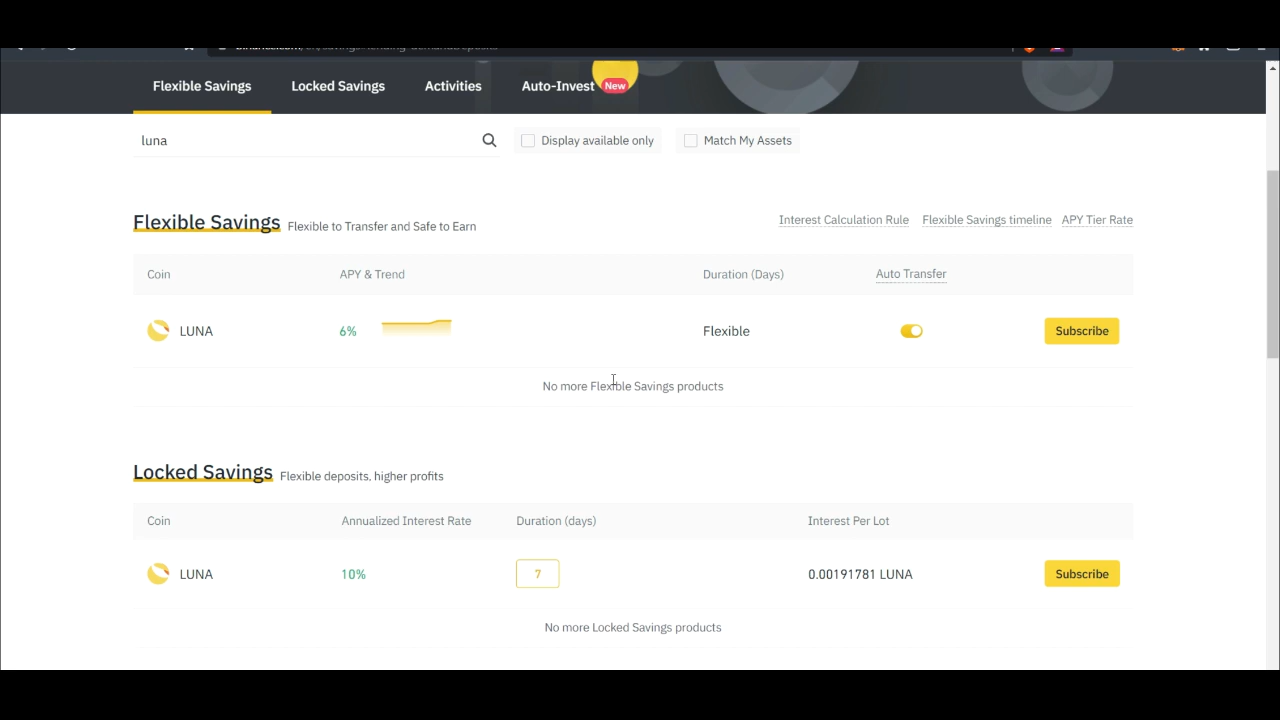 Flexible Savings Locked Savings Activities Auto-Invest New
luna Display available only Match My Assets
Flexible Savings Flexible to Transfer and Safe to Earn Interest Calculation Rule Flexible Savings timeline APY Tier Rate
Coin APY & Trend Duration (Days) Auto Transfer
LUNA 6% Flexible Subscribe
No more Flexible Savings products
Locked Savings Flexible deposits, higher profits
Coin Annualized Interest Rate Duration (days) Interest Per Lot
LUNA 10% 7 0.00191781 LUNA Subscribe
No more Locked Savings products